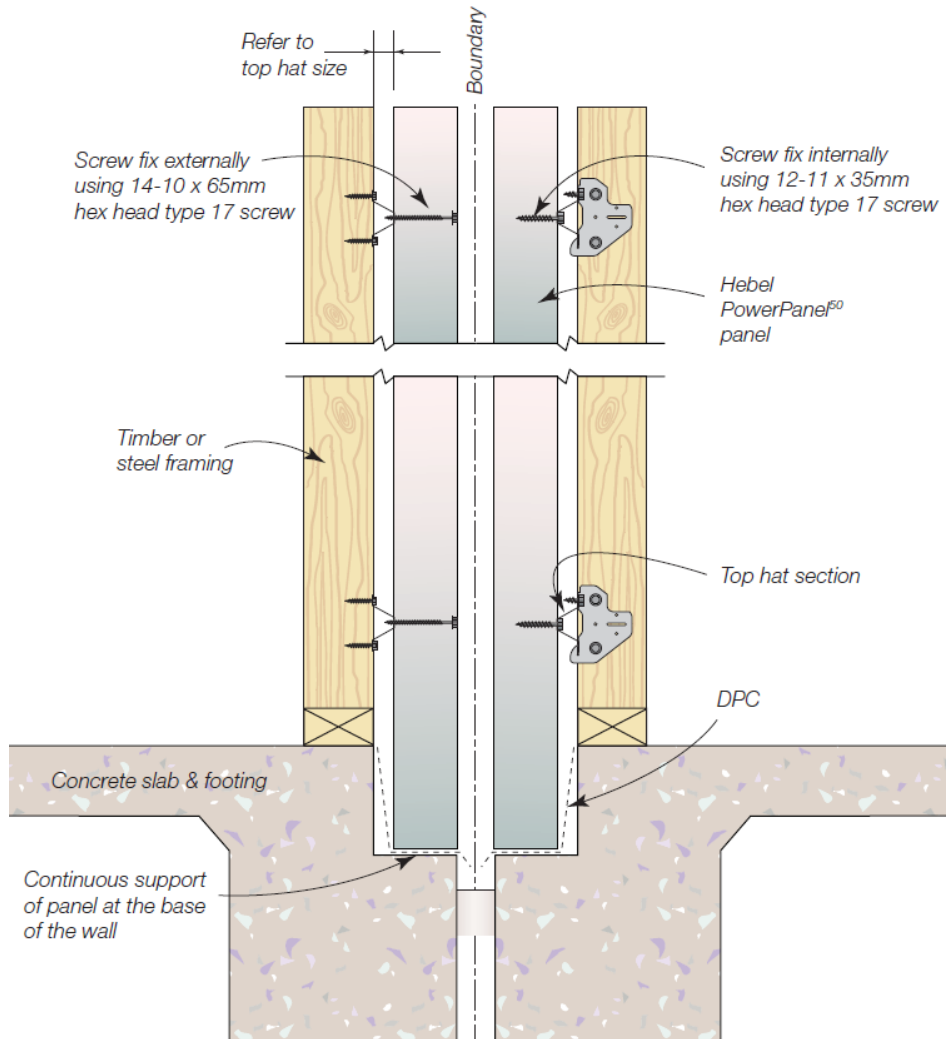 Refer to
top hat size
Boundary
Screw fix externally
using 14-10 x 65mm
hex head type 17 screw
Screw fix internally
using 12-11 x 35mm
hex head type 17 screw
Hebel
PowerPanel⁵⁰
panel
Timber or
steel framing
Top hat section
DPC
Concrete slab & footing
Continuous support
of panel at the base
of the wall